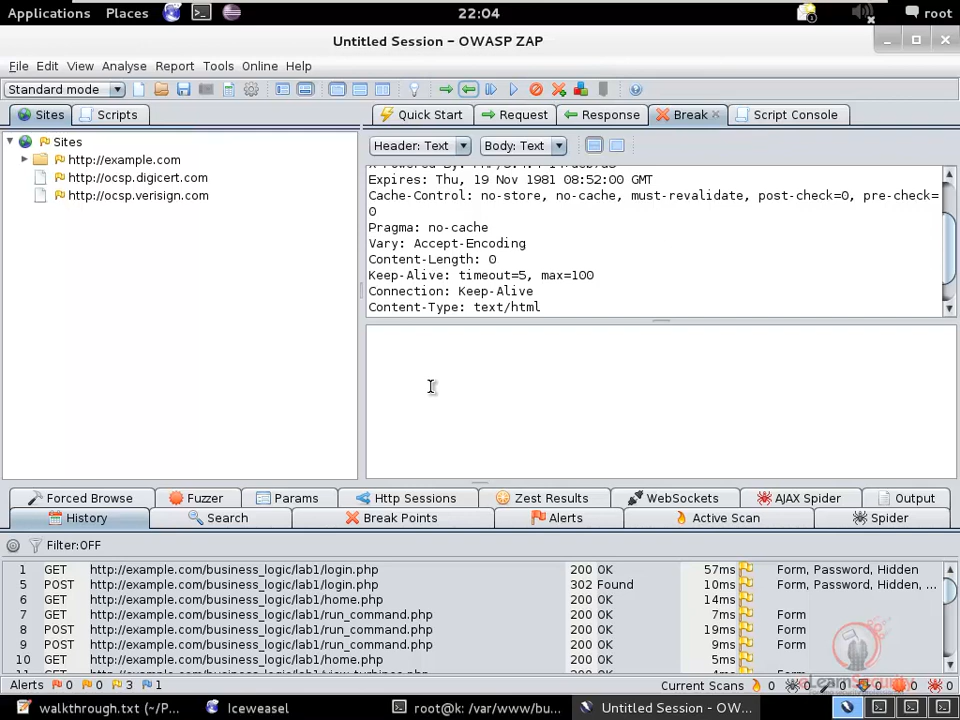 Applications Places 22:04 root
Untitled Session - OWASP ZAP
File Edit View Analyse Report Tools Online Help
Standard mode
Sites Scripts Quick Start Request Response Break Script Console
Sites
http://example.com
http://ocsp.digicert.com
http://ocsp.verisign.com
Header: Text Body: Text
Expires: Thu, 19 Nov 1981 08:52:00 GMT
Cache-Control: no-store, no-cache, must-revalidate, post-check=0, pre-check=
0
Pragma: no-cache
Vary: Accept-Encoding
Content-Length: 0
Keep-Alive: timeout=5, max=100
Connection: Keep-Alive
Content-Type: text/html
Forced Browse Fuzzer Params Http Sessions Zest Results WebSockets AJAX Spider Output
History Search Break Points Alerts Active Scan Spider
Filter:OFF
1 GET http://example.com/business_logic/lab1/login.php 200 OK 57ms Form, Password, Hidden
5 POST http://example.com/business_logic/lab1/login.php 302 Found 10ms Form, Password, Hidden, ...
6 GET http://example.com/business_logic/lab1/home.php 200 OK 14ms
7 GET http://example.com/business_logic/lab1/run_command.php 200 OK 7ms Form
8 POST http://example.com/business_logic/lab1/run_command.php 200 OK 19ms Form
9 POST http://example.com/business_logic/lab1/run_command.php 200 OK 9ms Form
10 GET http://example.com/business_logic/lab1/home.php 200 OK 5ms
Alerts 0 0 3 1 Current Scans 0 0 0 0 0 0
walkthrough.txt (~/P... Iceweasel root@k: /var/www/bu... Untitled Session - OW...